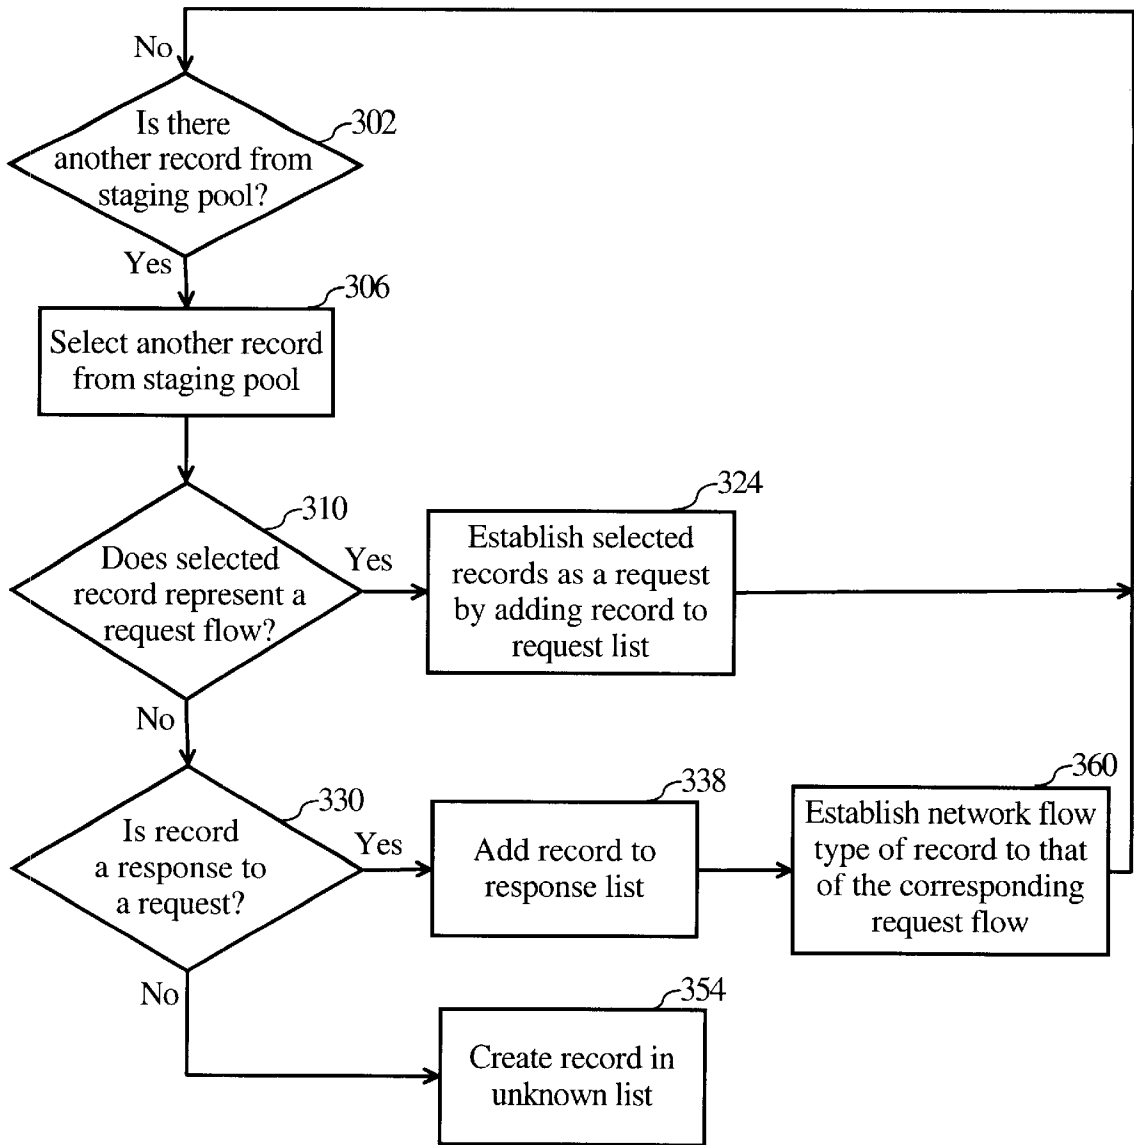 No
Is there
another record from
staging pool?
302
Yes
306
Select another record
from staging pool
310
Does selected
record represent a
request flow?
Yes
324
Establish selected
records as a request
by adding record to
request list
No
330
Is record
a response to
a request?
Yes
338
Add record to
response list
360
Establish network flow
type of record to that
of the corresponding
request flow
No
354
Create record in
unknown list